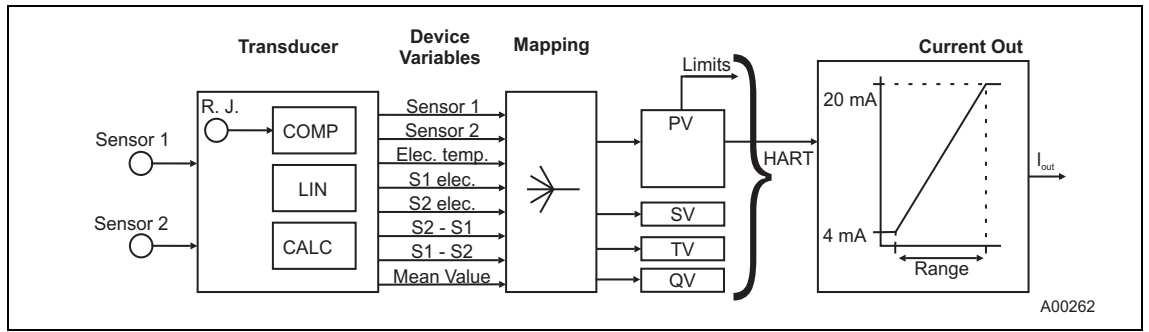 Transducer
Device
Variables
Mapping
Current Out
R. J.
COMP
LIN
CALC
Sensor 1
Sensor 2
Sensor 1
Sensor 2
Elec. temp.
S1 elec.
S2 elec.
S2 - S1
S1 - S2
Mean Value
Limits
PV
SV
TV
QV
HART
20 mA
4 mA
Range
Iout
A00262